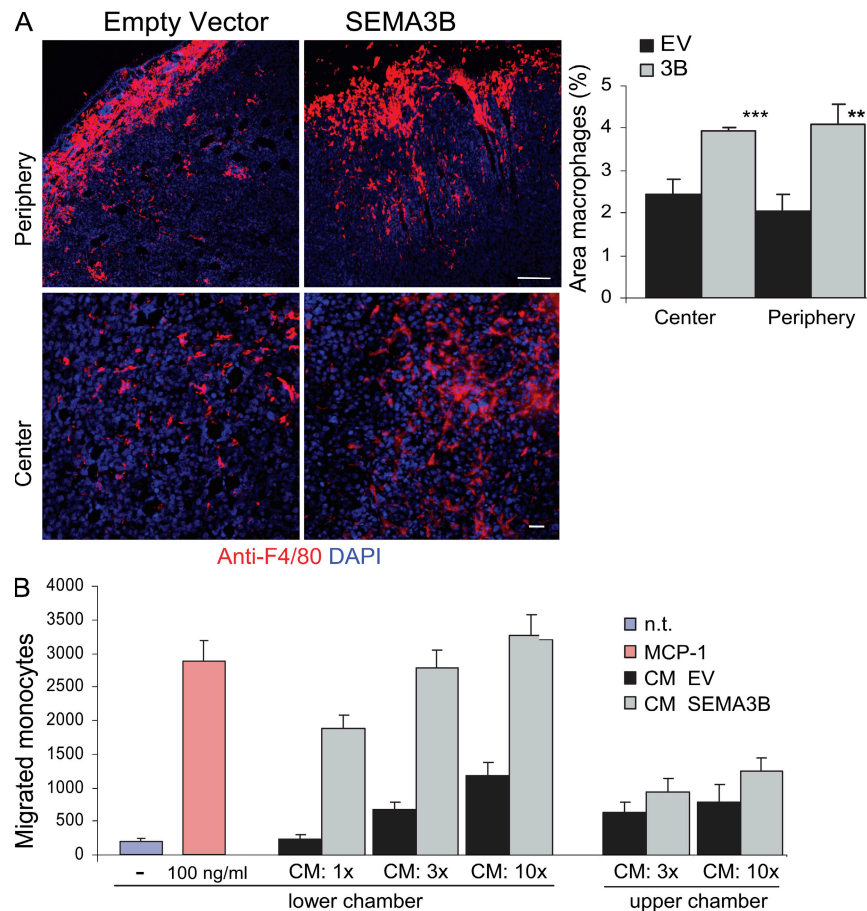 A
Empty Vector
SEMA3B
Periphery
Center
Anti-F4/80 DAPI
EV
3B
Area macrophages (%)
5
4
3
2
1
0
***
**
Center
Periphery
B
Migrated monocytes
4000
3500
3000
2500
2000
1500
1000
500
0
n.t.
MCP-1
CM EV
CM SEMA3B
-
100 ng/ml
CM: 1x
CM: 3x
CM: 10x
CM: 3x
CM: 10x
lower chamber
upper chamber